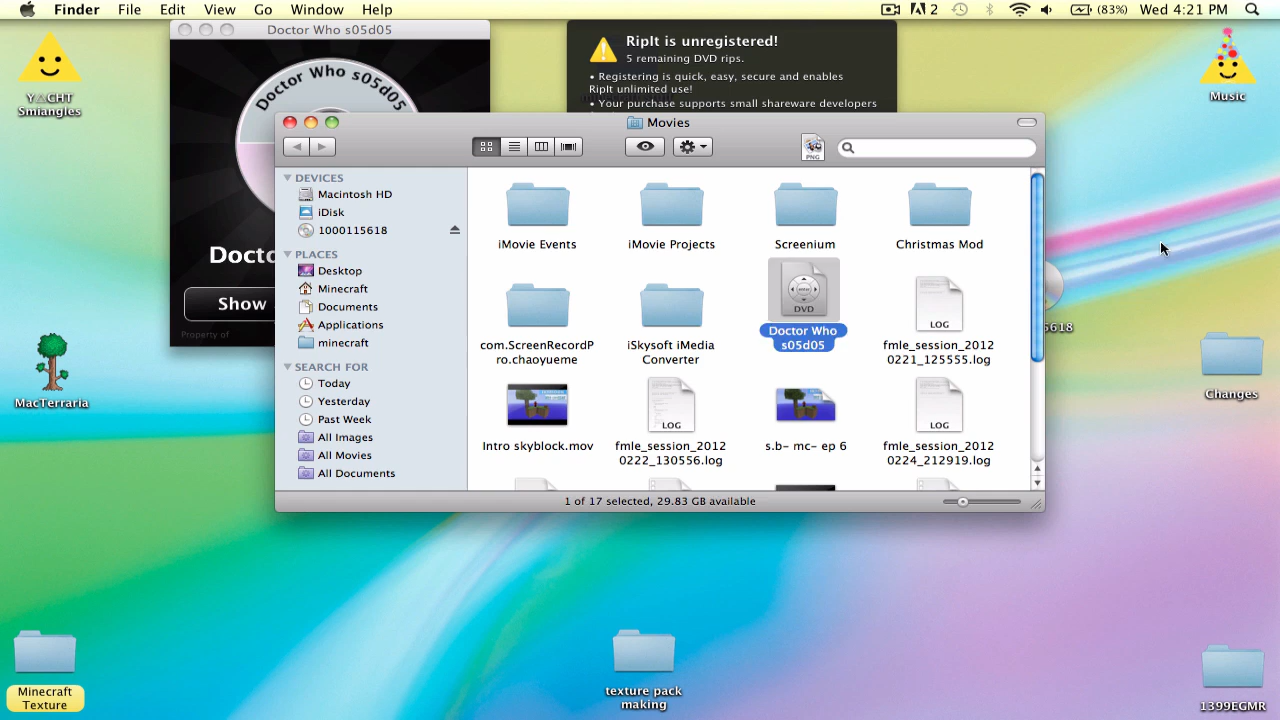 Finder File Edit View Go Window Help
2 (83%) Wed 4:21 PM
Doctor Who s05d05
Doctor Who s05d05
Docto
Show
Property of
RipIt is unregistered!
5 remaining DVD rips.
• Registering is quick, easy, secure and enables
RipIt unlimited use!
• Your purchase supports small shareware developers
Y△CHT
Smiangles
Music
Movies
PNG
DEVICES
Macintosh HD
iDisk
1000115618
PLACES
Desktop
Minecraft
Documents
Applications
minecraft
SEARCH FOR
Today
Yesterday
Past Week
All Images
All Movies
All Documents
iMovie Events
iMovie Projects
Screenium
Christmas Mod
com.ScreenRecordP
ro.chaoyueme
iSkysoft iMedia
Converter
enter
DVD
Doctor Who
s05d05
LOG
fmle_session_2012
0221_125555.log
Intro skyblock.mov
LOG
fmle_session_2012
0222_130556.log
s.b- mc- ep 6
LOG
fmle_session_2012
0224_212919.log
1 of 17 selected, 29.83 GB available
5618
MacTerraria
Changes
Minecraft
Texture
texture pack
making
1399EGMR